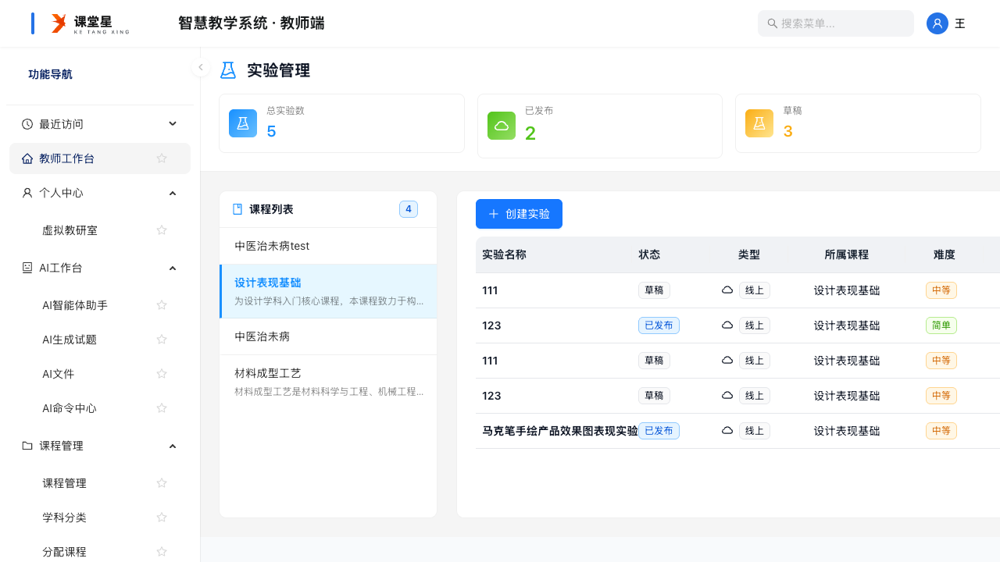 课堂星
KE TANG XING
智慧教学系统 · 教师端
搜索菜单...
王
功能导航
最近访问
教师工作台
个人中心
虚拟教研室
AI工作台
AI智能体助手
AI生成试题
AI文件
AI命令中心
课程管理
课程管理
学科分类
分配课程
实验管理
总实验数
5
已发布
2
草稿
3
课程列表
4
中医治未病test
设计表现基础
为设计学科入门核心课程，本课程致力于构...
中医治未病
材料成型工艺
材料成型工艺是材料科学与工程、机械工程...
创建实验
实验名称 状态 类型 所属课程 难度
111 草稿 线上 设计表现基础 中等
123 已发布 线上 设计表现基础 简单
111 草稿 线上 设计表现基础 中等
123 草稿 线上 设计表现基础 中等
马克笔手绘产品效果图表现实验 已发布 线上 设计表现基础 中等